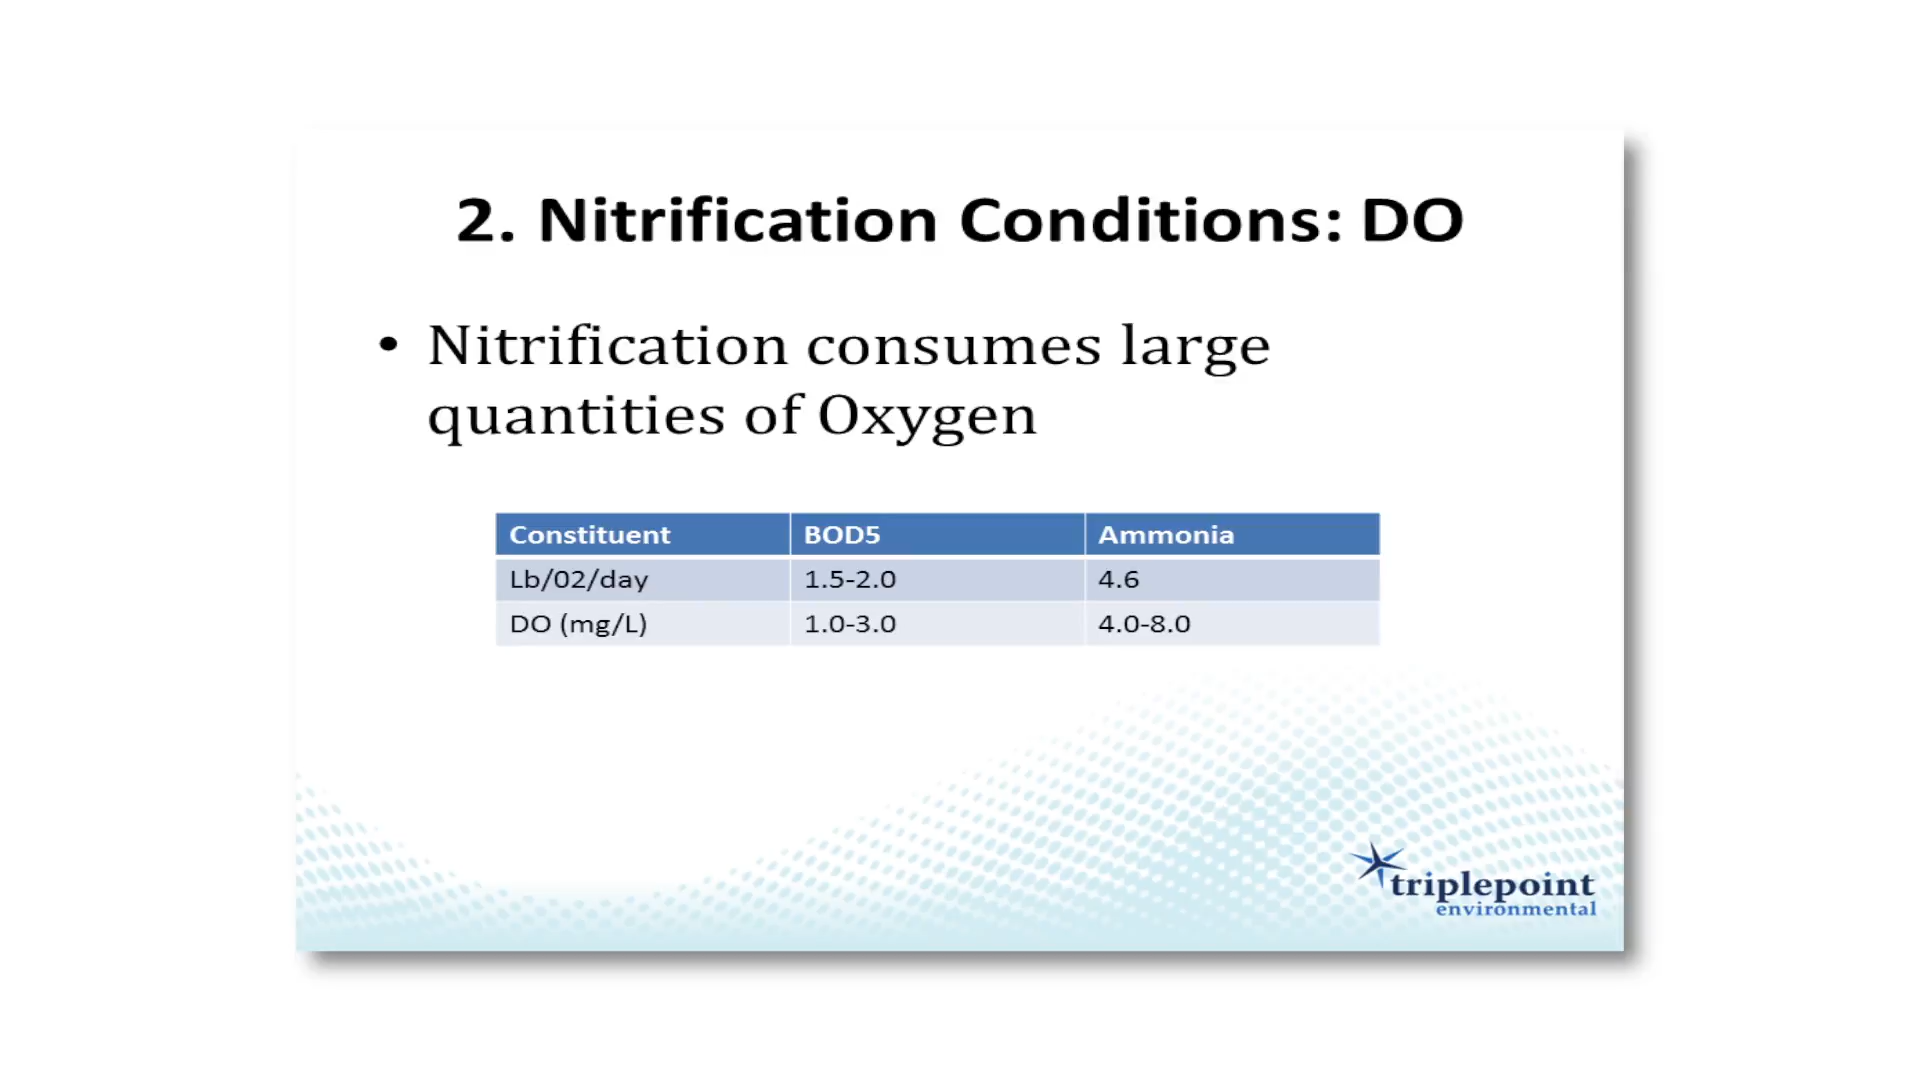 2. Nitrification Conditions: DO
• Nitrification consumes large
quantities of Oxygen
Constituent BOD5 Ammonia
Lb/02/day 1.5-2.0 4.6
DO (mg/L) 1.0-3.0 4.0-8.0
triplepoint
environmental